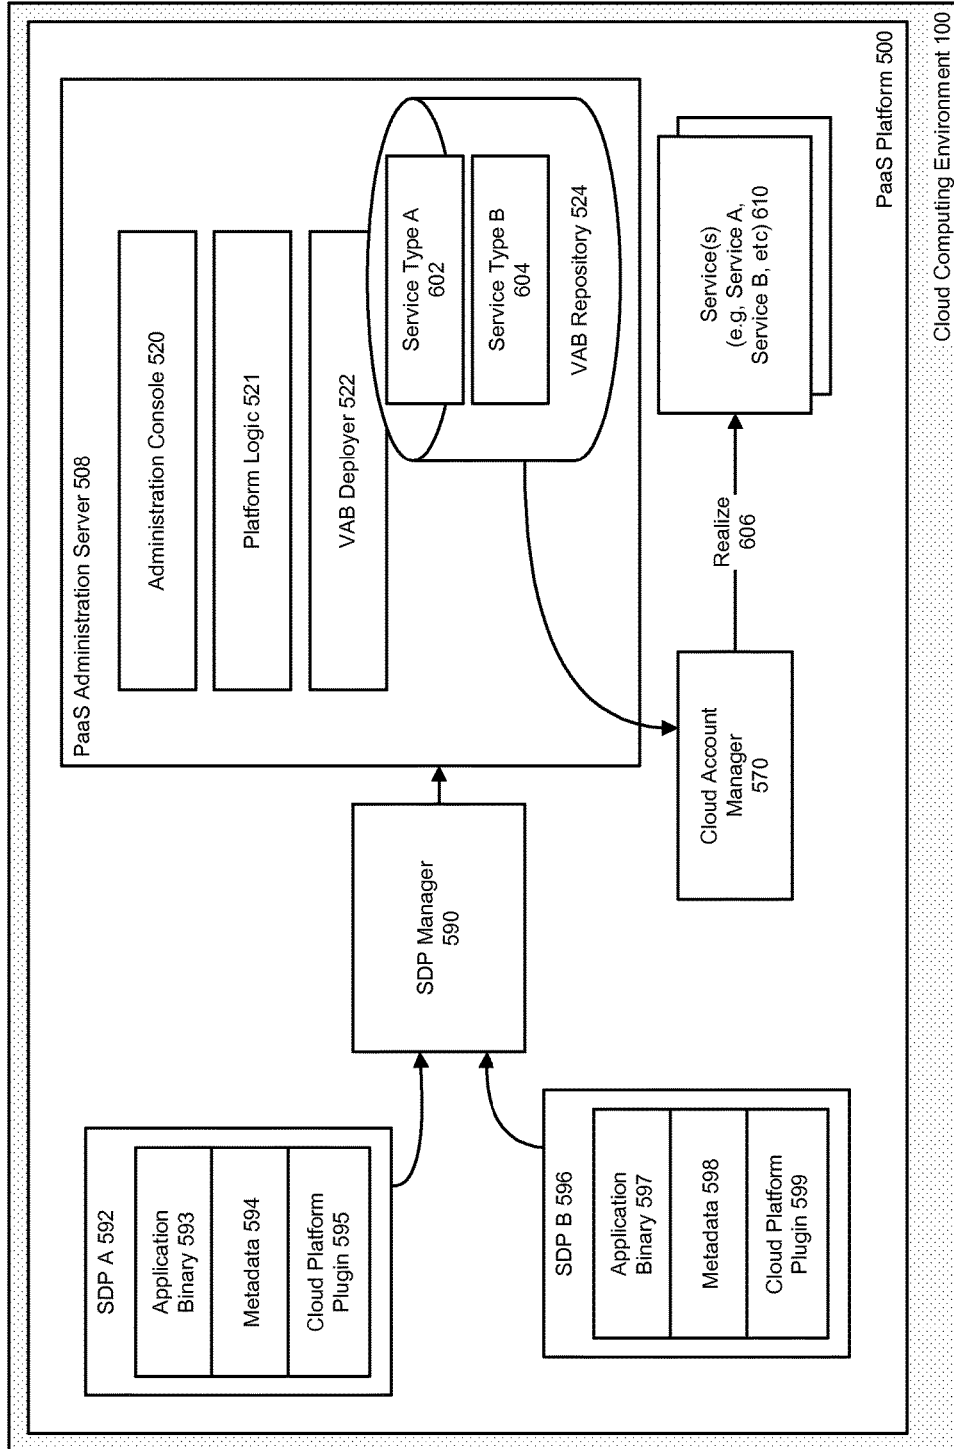 SDP A 592
Application
Binary 593
Metadata 594
Cloud Platform
Plugin 595
SDP B 596
Application
Binary 597
Metadata 598
Cloud Platform
Plugin 599
SDP Manager
590
PaaS Administration Server 508
Administration Console 520
Platform Logic 521
VAB Deployer 522
Service Type A
602
Service Type B
604
VAB Repository 524
Cloud Account
Manager
570
Realize
606
Service(s)
(e.g, Service A,
Service B, etc) 610
PaaS Platform 500
Cloud Computing Environment 100